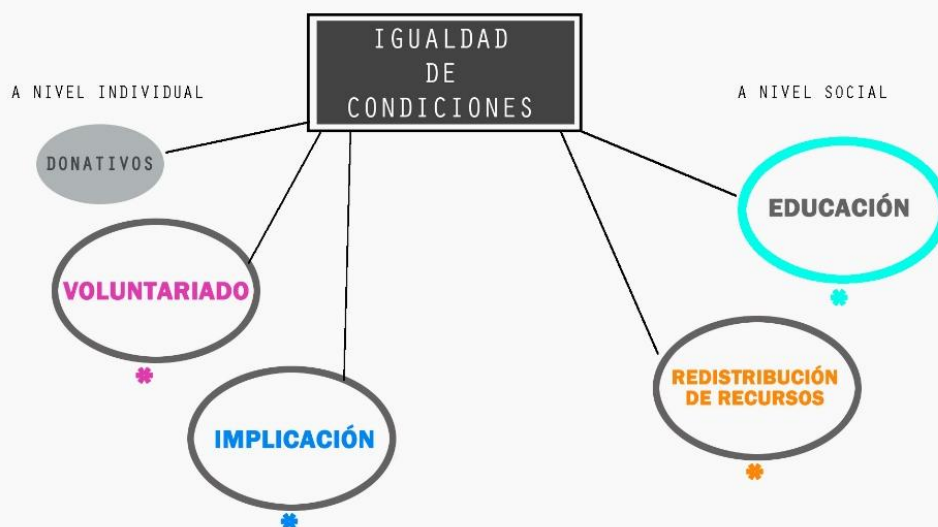 IGUALDAD
DE
CONDICIONES
A NIVEL INDIVIDUAL
DONATIVOS
VOLUNTARIADO
*
IMPLICACIÓN
*
A NIVEL SOCIAL
EDUCACIÓN
*
REDISTRIBUCIÓN
DE RECURSOS
*